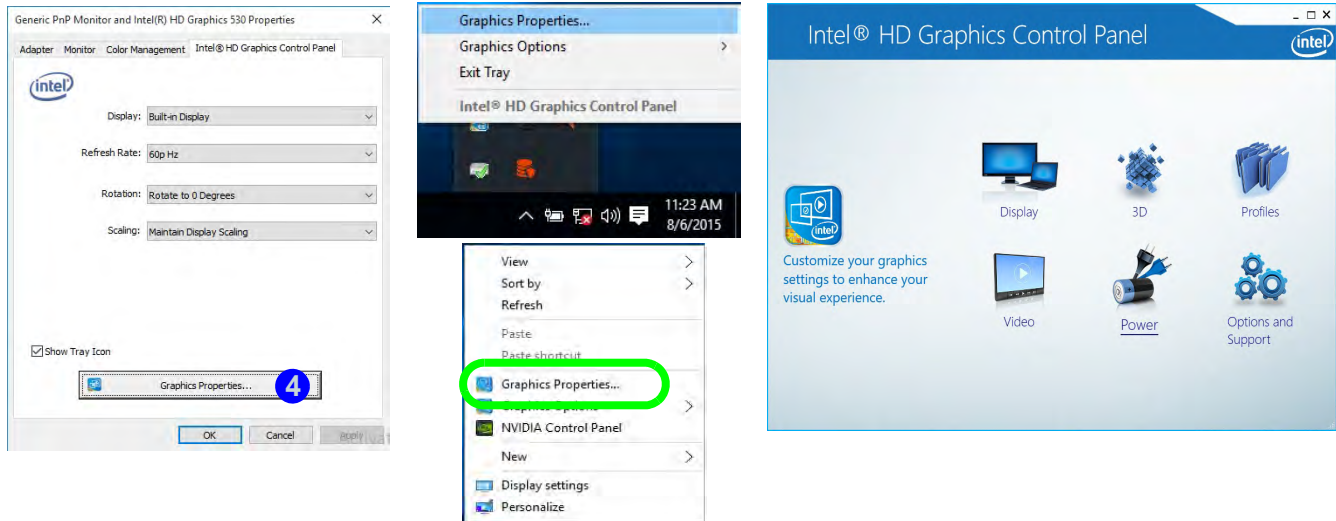 Generic PnP Monitor and Intel(R) HD Graphics 530 Properties
Adapter Monitor Color Management Intel® HD Graphics Control Panel
intel
Display: Built-in Display
Refresh Rate: 60p Hz
Rotation: Rotate to 0 Degrees
Scaling: Maintain Display Scaling
Show Tray Icon
Graphics Properties... 4
OK Cancel Apply
Graphics Properties...
Graphics Options
Exit Tray
Intel® HD Graphics Control Panel
11:23 AM
8/6/2015
View
Sort by
Refresh
Paste
Paste shortcut
Graphics Properties...
Graphics Options
NVIDIA Control Panel
New
Display settings
Personalize
Intel® HD Graphics Control Panel
intel
Display
3D
Profiles
intel
Customize your graphics
settings to enhance your
visual experience.
Video
Power
Options and
Support